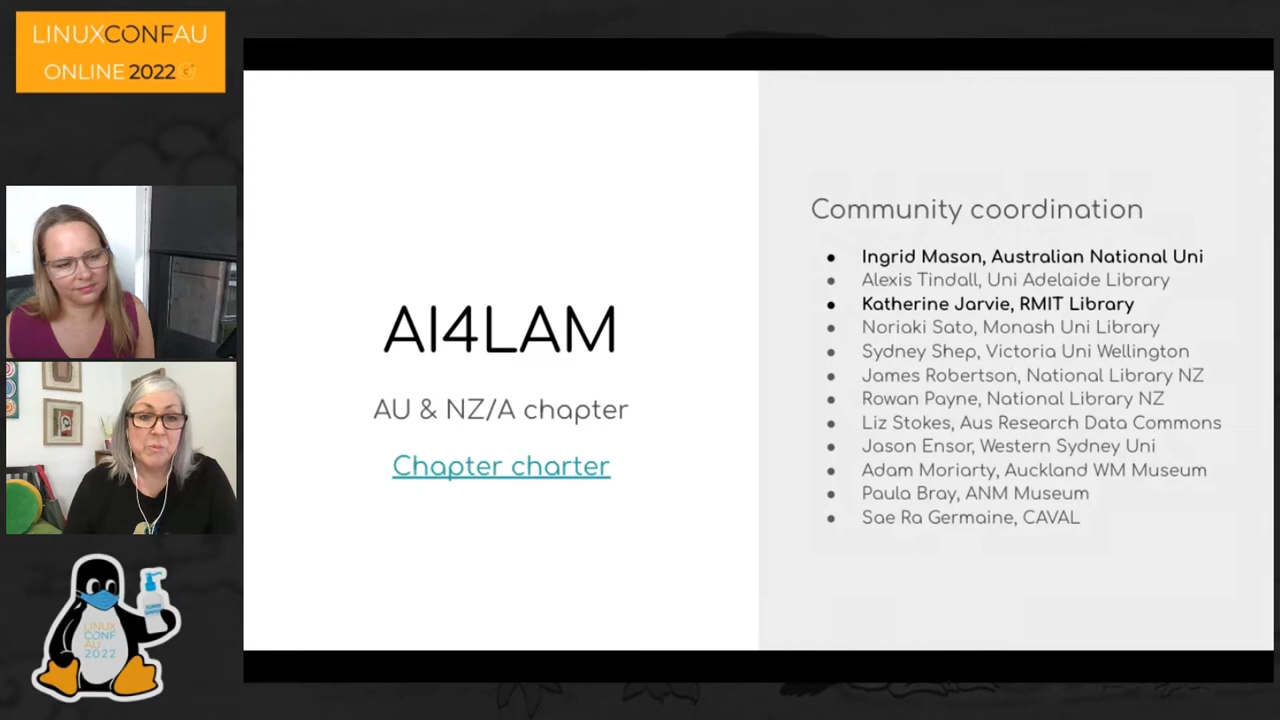 LINUXCONFAU
ONLINE 2022
AI4LAM
AU & NZ/A chapter
Chapter charter
Community coordination
Ingrid Mason, Australian National Uni
Alexis Tindall, Uni Adelaide Library
Katherine Jarvie, RMIT Library
Noriaki Sato, Monash Uni Library
Sydney Shep, Victoria Uni Wellington
James Robertson, National Library NZ
Rowan Payne, National Library NZ
Liz Stokes, Aus Research Data Commons
Jason Ensor, Western Sydney Uni
Adam Moriarty, Auckland WM Museum
Paula Bray, ANM Museum
Sae Ra Germaine, CAVAL
LINUX
CONF
AU
2022